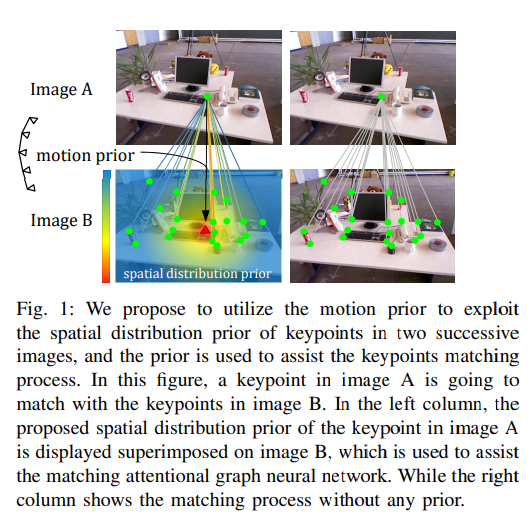 Image A
motion prior
Image B
spatial distribution prior
Fig. 1: We propose to utilize the motion prior to exploit
the spatial distribution prior of keypoints in two successive
images, and the prior is used to assist the keypoints matching
process. In this figure, a keypoint in image A is going to
match with the keypoints in image B. In the left column, the
proposed spatial distribution prior of the keypoint in image A
is displayed superimposed on image B, which is used to assist
the matching attentional graph neural network. While the right
column shows the matching process without any prior.